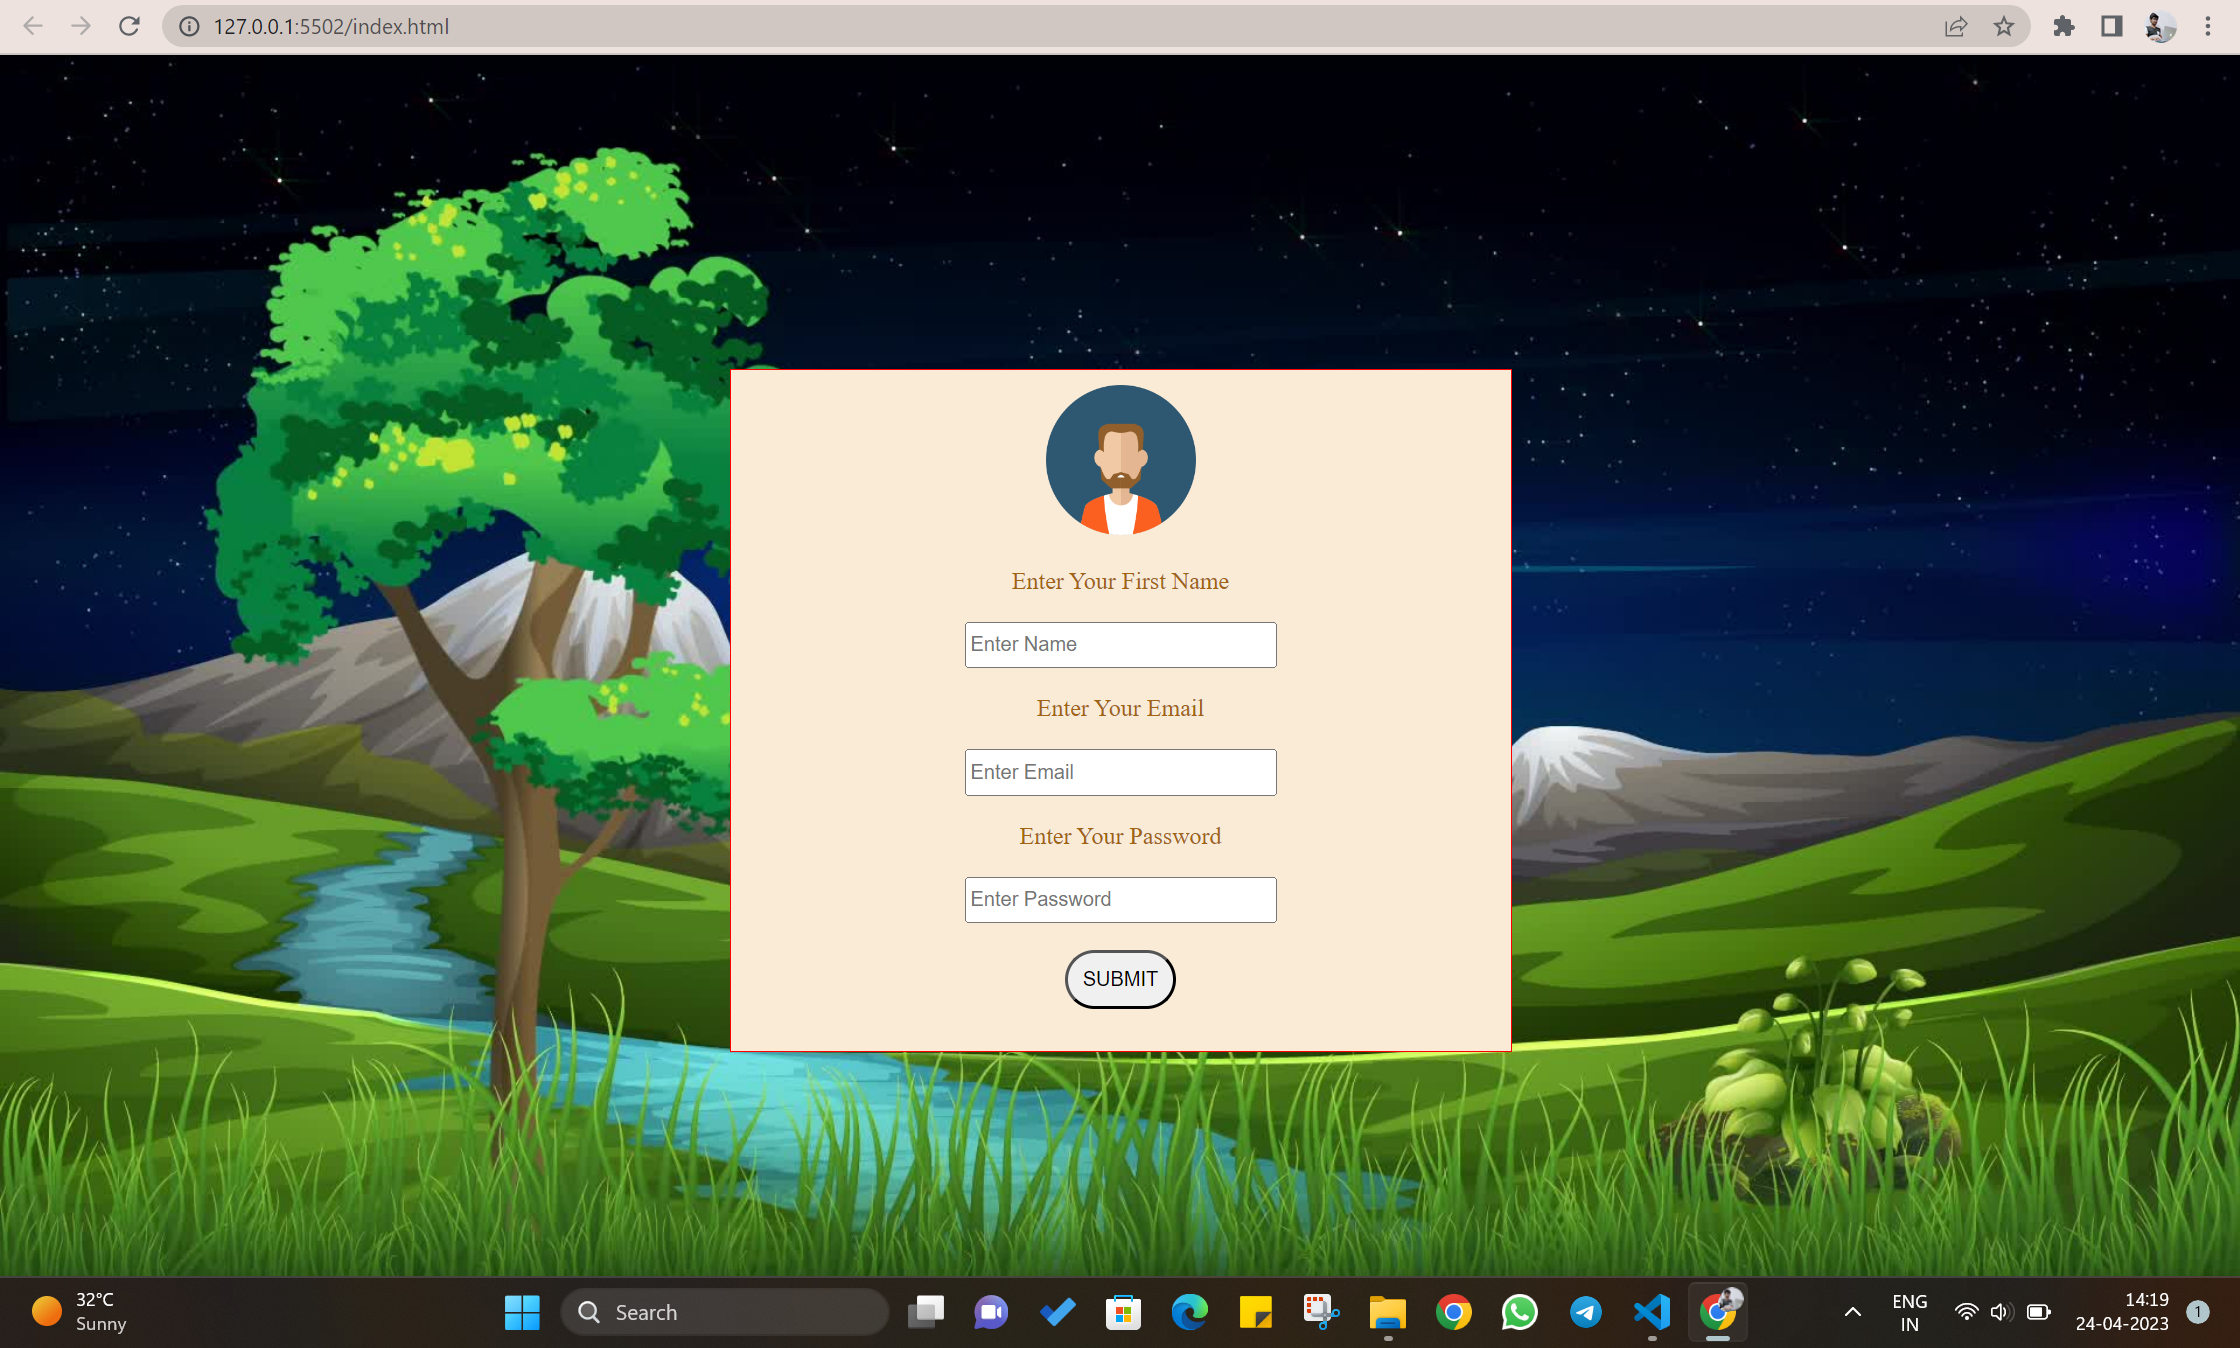 127.0.0.1:5502/index.html
Enter Your First Name
Enter Name
Enter Your Email
Enter Email
Enter Your Password
Enter Password
SUBMIT
32°C
Sunny
Search
ENG
IN
14:19
24-04-2023
1